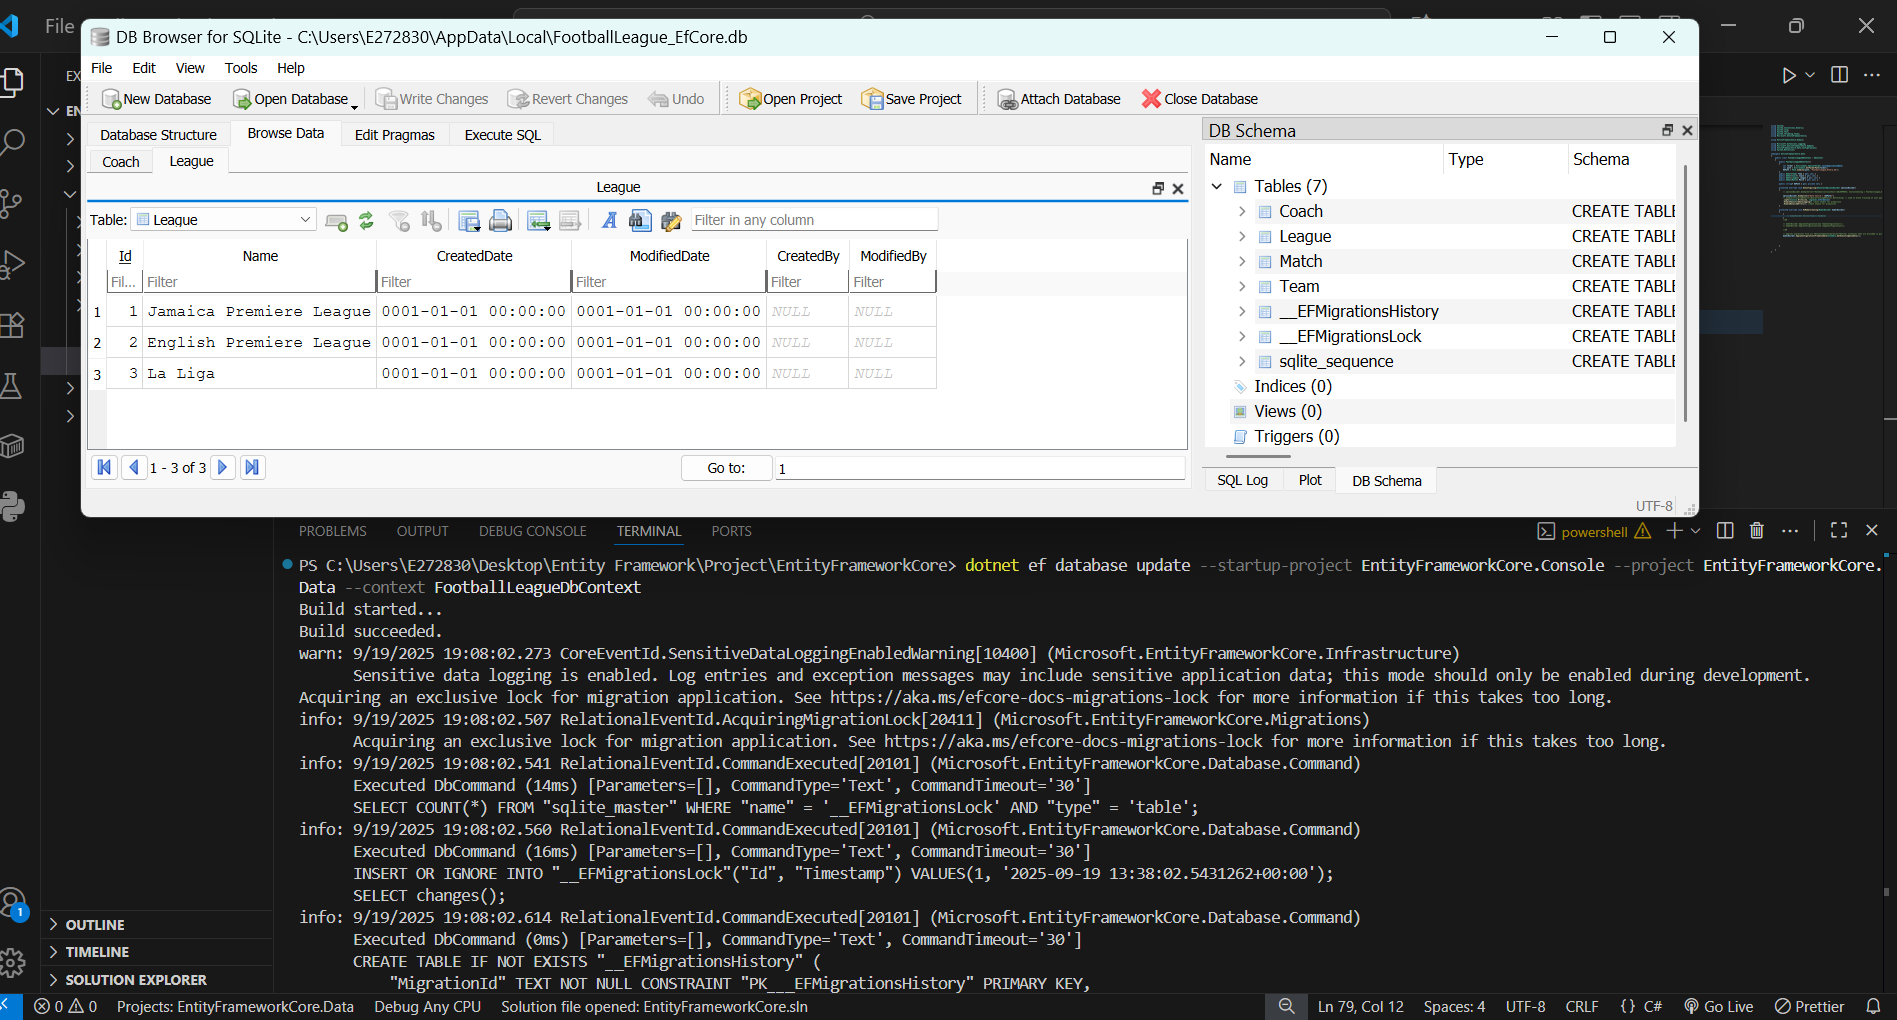 File
DB Browser for SQLite - C:\Users\E272830\AppData\Local\FootballLeague_EfCore.db
File Edit View Tools Help
New Database Open Database Write Changes Revert Changes Undo Open Project Save Project Attach Database Close Database
Database Structure Browse Data Edit Pragmas Execute SQL
Coach League
League
Table: League Filter in any column
Id Name CreatedDate ModifiedDate CreatedBy ModifiedBy
Fil... Filter Filter Filter Filter Filter
1 1 Jamaica Premiere League 0001-01-01 00:00:00 0001-01-01 00:00:00 NULL NULL
2 2 English Premiere League 0001-01-01 00:00:00 0001-01-01 00:00:00 NULL NULL
3 3 La Liga 0001-01-01 00:00:00 0001-01-01 00:00:00 NULL NULL
1 - 3 of 3 Go to: 1
DB Schema
Name Type Schema
Tables (7)
Coach CREATE TABLE
League CREATE TABLE
Match CREATE TABLE
Team CREATE TABLE
__EFMigrationsHistory CREATE TABLE
__EFMigrationsLock CREATE TABLE
sqlite_sequence CREATE TABLE
Indices (0)
Views (0)
Triggers (0)
SQL Log Plot DB Schema
UTF-8
EX
EN
PROBLEMS OUTPUT DEBUG CONSOLE TERMINAL PORTS powershell
PS C:\Users\E272830\Desktop\Entity Framework\Project\EntityFrameworkCore> dotnet ef database update --startup-project EntityFrameworkCore.Console --project EntityFrameworkCore.
Data --context FootballLeagueDbContext
Build started...
Build succeeded.
warn: 9/19/2025 19:08:02.273 CoreEventId.SensitiveDataLoggingEnabledWarning[10400] (Microsoft.EntityFrameworkCore.Infrastructure)
Sensitive data logging is enabled. Log entries and exception messages may include sensitive application data; this mode should only be enabled during development.
Acquiring an exclusive lock for migration application. See https://aka.ms/efcore-docs-migrations-lock for more information if this takes too long.
info: 9/19/2025 19:08:02.507 RelationalEventId.AcquiringMigrationLock[20411] (Microsoft.EntityFrameworkCore.Migrations)
Acquiring an exclusive lock for migration application. See https://aka.ms/efcore-docs-migrations-lock for more information if this takes too long.
info: 9/19/2025 19:08:02.541 RelationalEventId.CommandExecuted[20101] (Microsoft.EntityFrameworkCore.Database.Command)
Executed DbCommand (14ms) [Parameters=[], CommandType='Text', CommandTimeout='30']
SELECT COUNT(*) FROM "sqlite_master" WHERE "name" = '__EFMigrationsLock' AND "type" = 'table';
info: 9/19/2025 19:08:02.560 RelationalEventId.CommandExecuted[20101] (Microsoft.EntityFrameworkCore.Database.Command)
Executed DbCommand (16ms) [Parameters=[], CommandType='Text', CommandTimeout='30']
INSERT OR IGNORE INTO "__EFMigrationsLock"("Id", "Timestamp") VALUES(1, '2025-09-19 13:38:02.5431262+00:00');
SELECT changes();
info: 9/19/2025 19:08:02.614 RelationalEventId.CommandExecuted[20101] (Microsoft.EntityFrameworkCore.Database.Command)
Executed DbCommand (0ms) [Parameters=[], CommandType='Text', CommandTimeout='30']
CREATE TABLE IF NOT EXISTS "__EFMigrationsHistory" (
"MigrationId" TEXT NOT NULL CONSTRAINT "PK___EFMigrationsHistory" PRIMARY KEY,
1
OUTLINE
TIMELINE
SOLUTION EXPLORER
0 0 Projects: EntityFrameworkCore.Data Debug Any CPU Solution file opened: EntityFrameworkCore.sln Ln 79, Col 12 Spaces: 4 UTF-8 CRLF {} C# Go Live Prettier